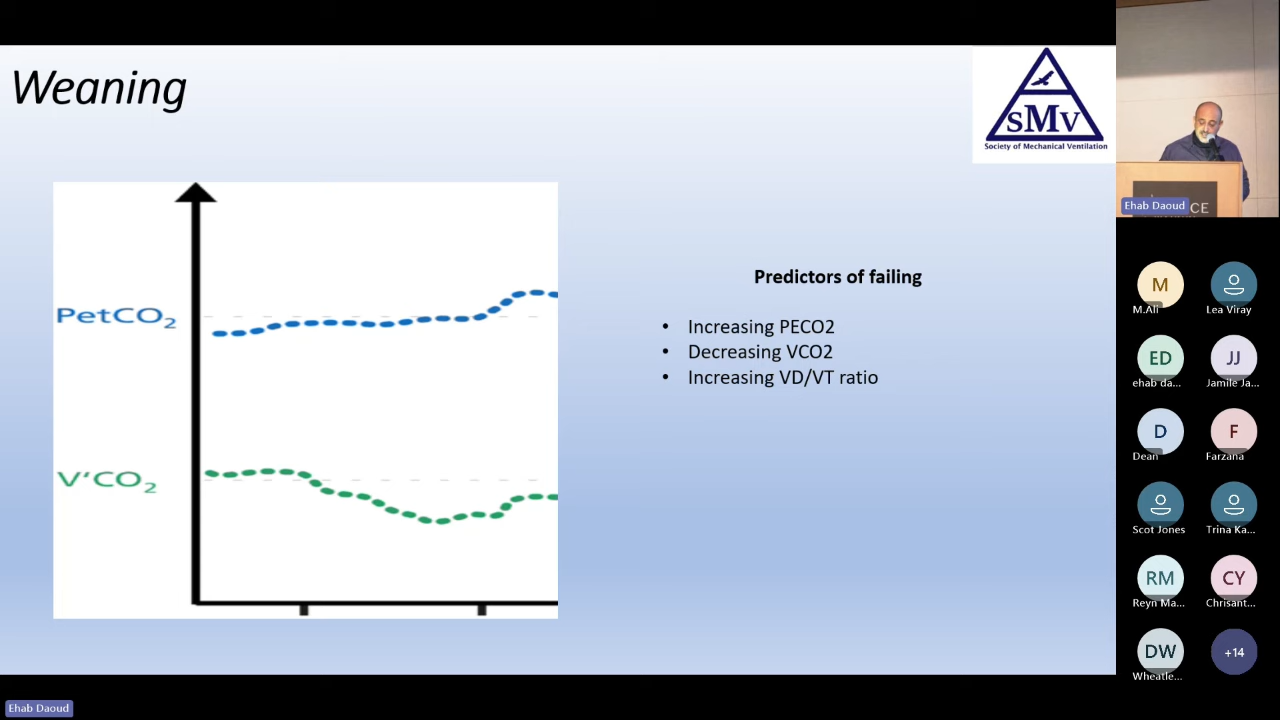 Weaning
SMV
Society of Mechanical Ventilation
PetCO₂
V'CO₂
Predictors of failing
• Increasing PECO2
• Decreasing VCO2
• Increasing VD/VT ratio
CE
Ehab Daoud
M
M.Ali
Lea Viray
ED
ehab da...
JJ
Jamile Ja...
D
Dean
F
Farzana
Scot Jones
Trina Ka...
RM
Reyn Ma...
CY
Chrisant...
DW
Wheatle...
+14
Ehab Daoud